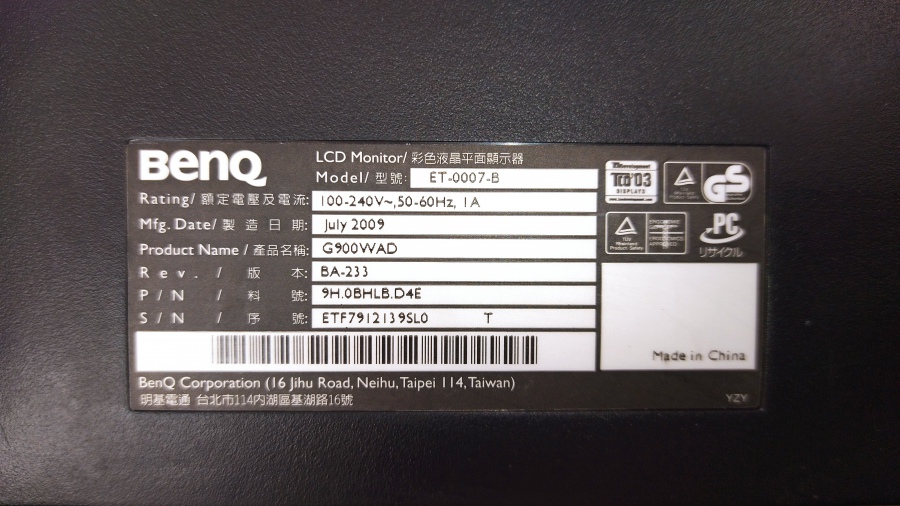 BenQ
LCD Monitor/ 彩色液晶平面顯示器
Model/ 型號: ET-0007-B
Rating/ 額定電壓及電流: 100-240V~,50-60Hz, 1A
Mfg. Date/ 製造日期: July 2009
Product Name / 產品名稱: G900WAD
Rev. / 版本: BA-233
P/N / 料號: 9H.0BHLB.D4E
S/N / 序號: ETF7912139SL0 T
TCO'03
DISPLAYS
GS
TÜV
Rheinland
Product Safety
ERGONOMICS
PC
リサイクル
Made in China
BenQ Corporation (16 Jihu Road, Neihu, Taipei 114, Taiwan)
明基電通 台北市114內湖區基湖路16號
YZY